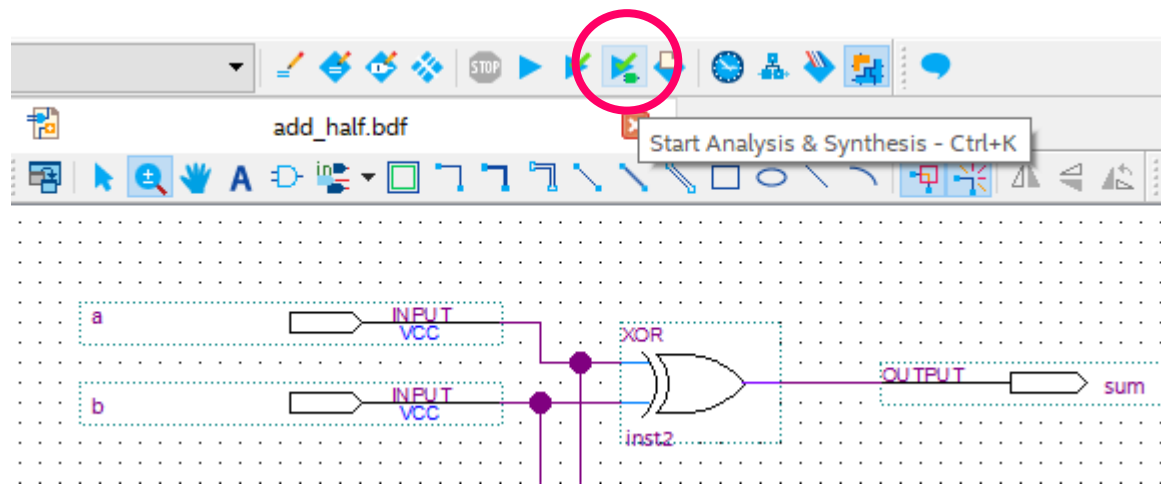 STOP
add_half.bdf
Start Analysis & Synthesis - Ctrl+K
A
in
a
INPUT
VCC
XOR
OUTPUT
sum
b
INPUT
VCC
inst2